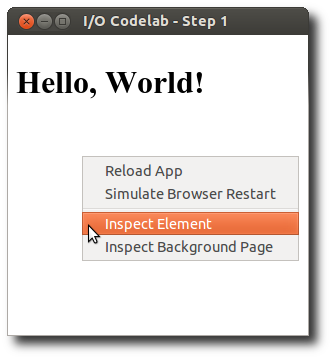 I/O Codelab - Step 1
Hello, World!
Reload App
Simulate Browser Restart
Inspect Element
Inspect Background Page